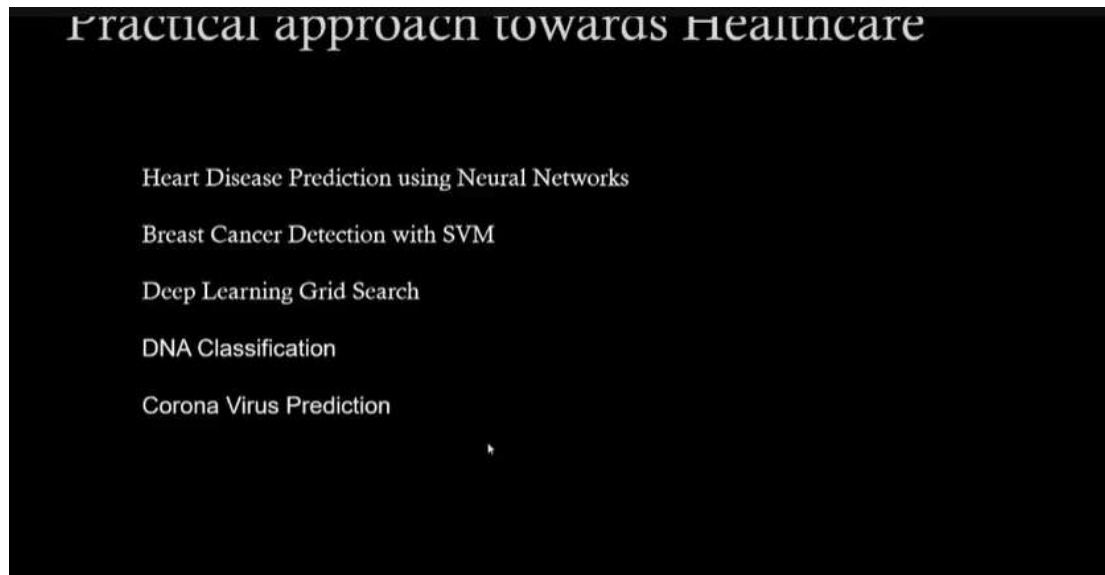 Practical approach towards Healthcare
Heart Disease Prediction using Neural Networks
Breast Cancer Detection with SVM
Deep Learning Grid Search
DNA Classification
Corona Virus Prediction